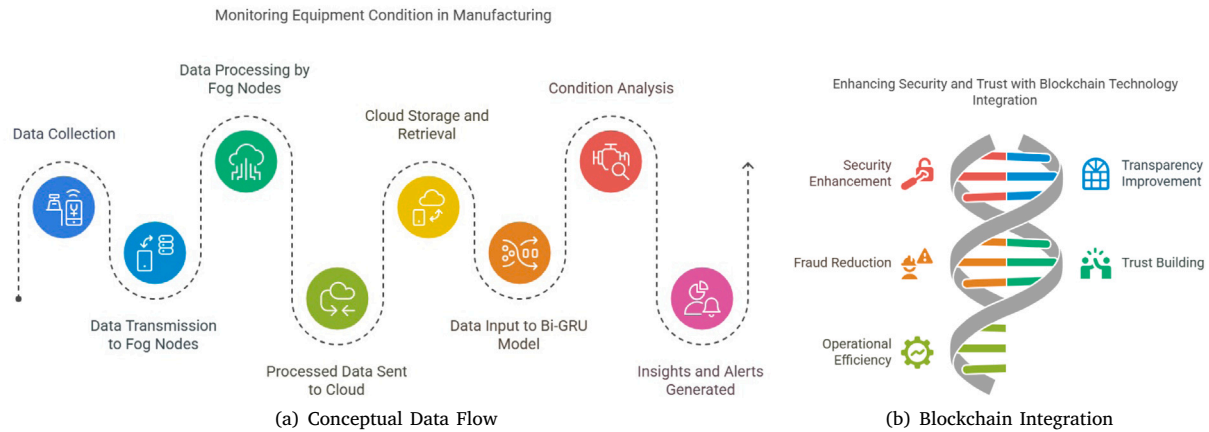 Monitoring Equipment Condition in Manufacturing
Data Collection
Data Transmission
to Fog Nodes
Data Processing by
Fog Nodes
Processed Data Sent
to Cloud
Cloud Storage and
Retrieval
Data Input to Bi-GRU
Model
Condition Analysis
Insights and Alerts
Generated
(a) Conceptual Data Flow
Enhancing Security and Trust with Blockchain Technology
Integration
Security
Enhancement
Transparency
Improvement
Fraud Reduction
Trust Building
Operational
Efficiency
(b) Blockchain Integration